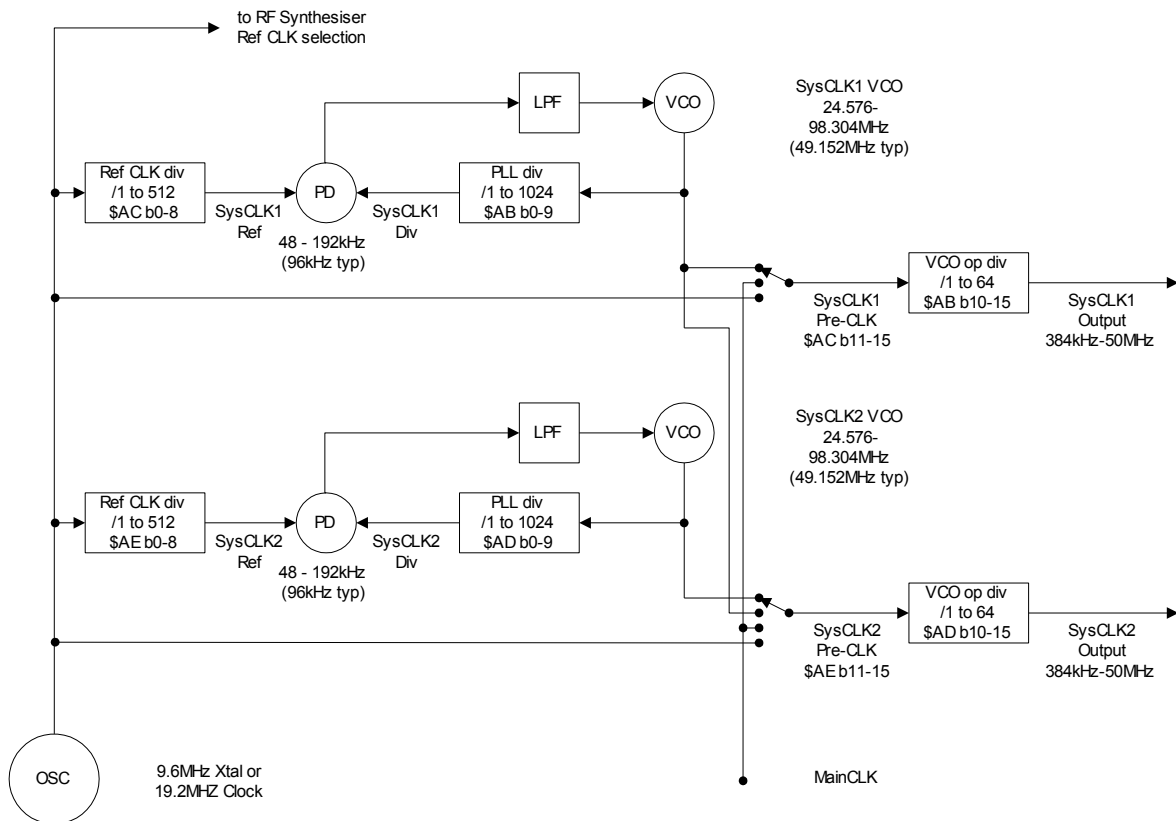 to RF Synthesiser
Ref CLK selection
LPF
VCO
SysCLK1 VCO
24.576-
98.304MHz
(49.152MHz typ)
Ref CLK div
/1 to 512
$AC b0-8
SysCLK1
Ref
PD
48 - 192kHz
(96kHz typ)
SysCLK1
Div
PLL div
/1 to 1024
$AB b0-9
SysCLK1
Pre-CLK
$AC b11-15
VCO op div
/1 to 64
$AB b10-15
SysCLK1
Output
384kHz-50MHz
LPF
VCO
SysCLK2 VCO
24.576-
98.304MHz
(49.152MHz typ)
Ref CLK div
/1 to 512
$AE b0-8
SysCLK2
Ref
PD
48 - 192kHz
(96kHz typ)
SysCLK2
Div
PLL div
/1 to 1024
$AD b0-9
SysCLK2
Pre-CLK
$AE b11-15
VCO op div
/1 to 64
$AD b10-15
SysCLK2
Output
384kHz-50MHz
OSC
9.6MHz Xtal or
19.2MHZ Clock
MainCLK